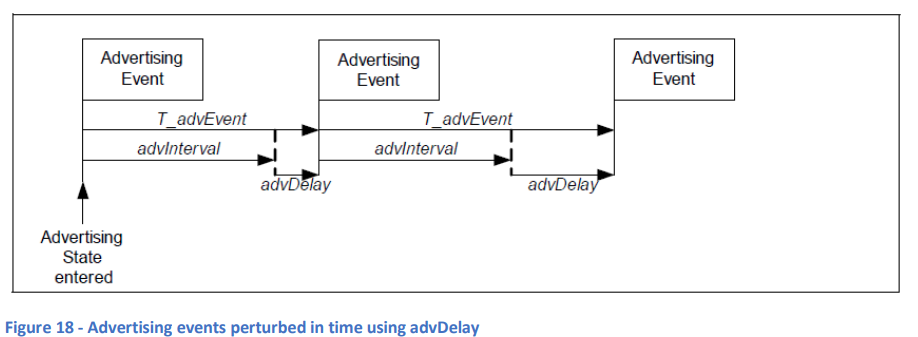 Advertising
Event
Advertising
Event
Advertising
Event
T_advEvent
T_advEvent
advInterval
advInterval
advDelay
advDelay
Advertising
State
entered
Figure 18 - Advertising events perturbed in time using advDelay